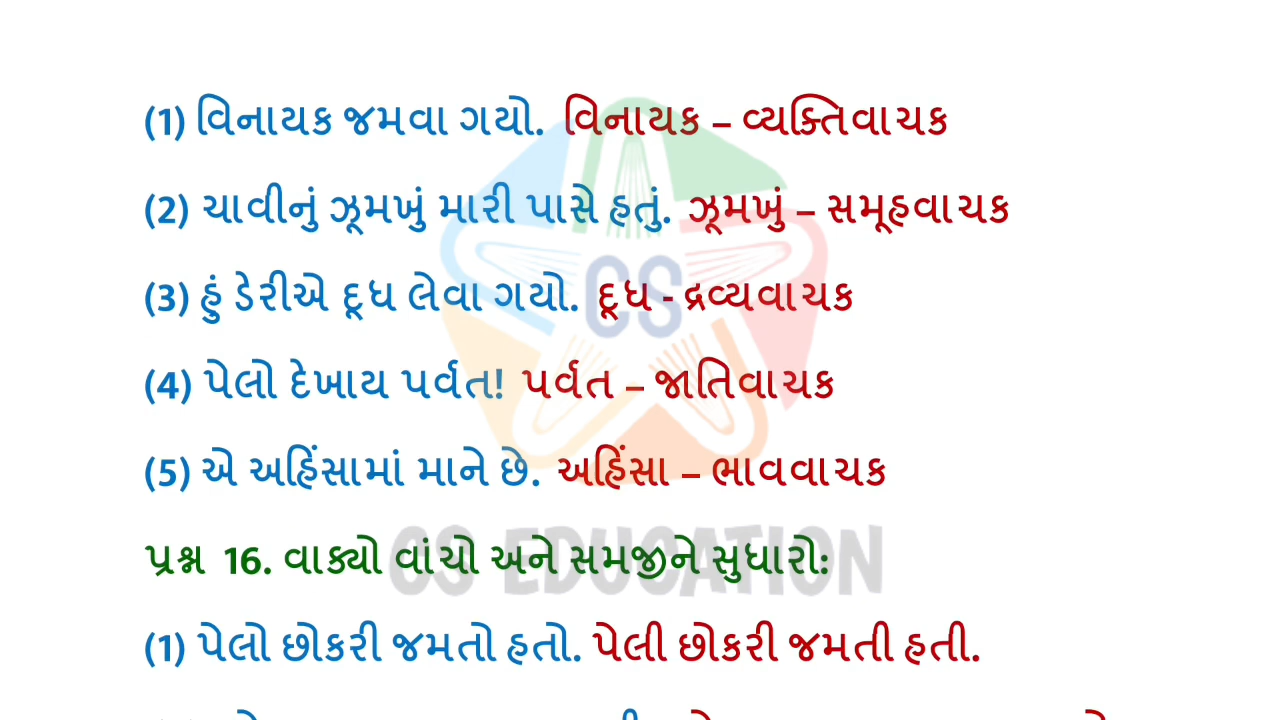 (1) વિનાયક જમવા ગયો. વિનાયક – વ્યક્તિવાચક
(2) ચાવીનું ઝૂમખું મારી પાસે હતું. ઝૂમખું – સમૂહવાચક
(3) હું ડેરીએ દૂધ લેવા ગયો. દૂધ - દ્રવ્યવાચક
(4) પેલો દેખાય પર્વત! પર્વત – જાતિવાચક
(5) એ અહિંસામાં માને છે. અહિંસા – ભાવવાચક
પ્રશ્ન 16. વાક્યો વાંચો અને સમજીને સુધારો:
(1) પેલો છોકરી જમતો હતો. પેલી છોકરી જમતી હતી.
CS
CS EDUCATION